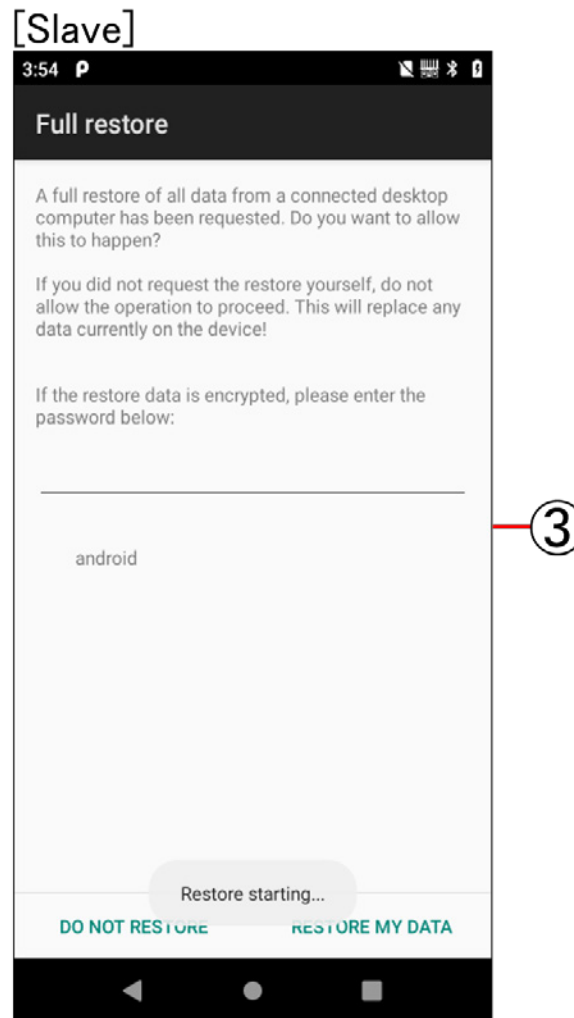 [Slave]
3:54 P
Full restore
A full restore of all data from a connected desktop
computer has been requested. Do you want to allow
this to happen?
If you did not request the restore yourself, do not
allow the operation to proceed. This will replace any
data currently on the device!
If the restore data is encrypted, please enter the
password below:
③
android
Restore starting...
DO NOT RESTORE RESTORE MY DATA